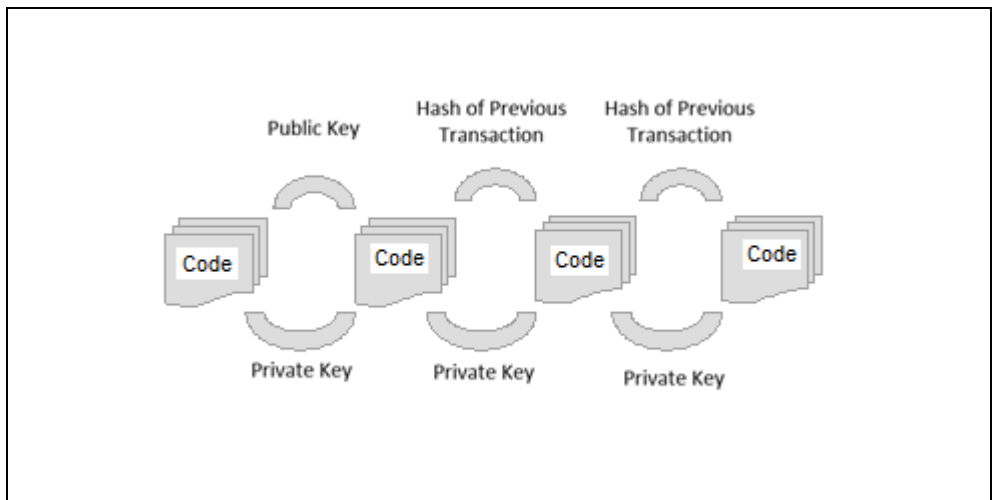 Public Key
Hash of Previous
Transaction
Hash of Previous
Transaction
Code
Code
Code
Code
Private Key
Private Key
Private Key